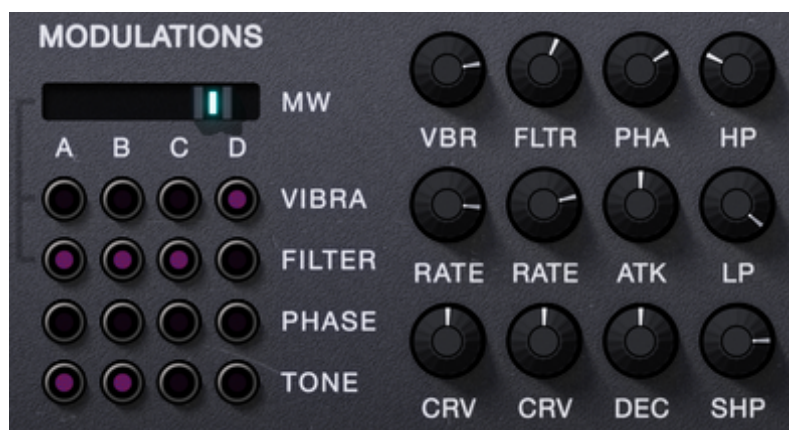 MODULATIONS
MW
A B C D
VIBRA
FILTER
PHASE
TONE
VBR FLTR PHA HP
RATE RATE ATK LP
CRV CRV DEC SHP